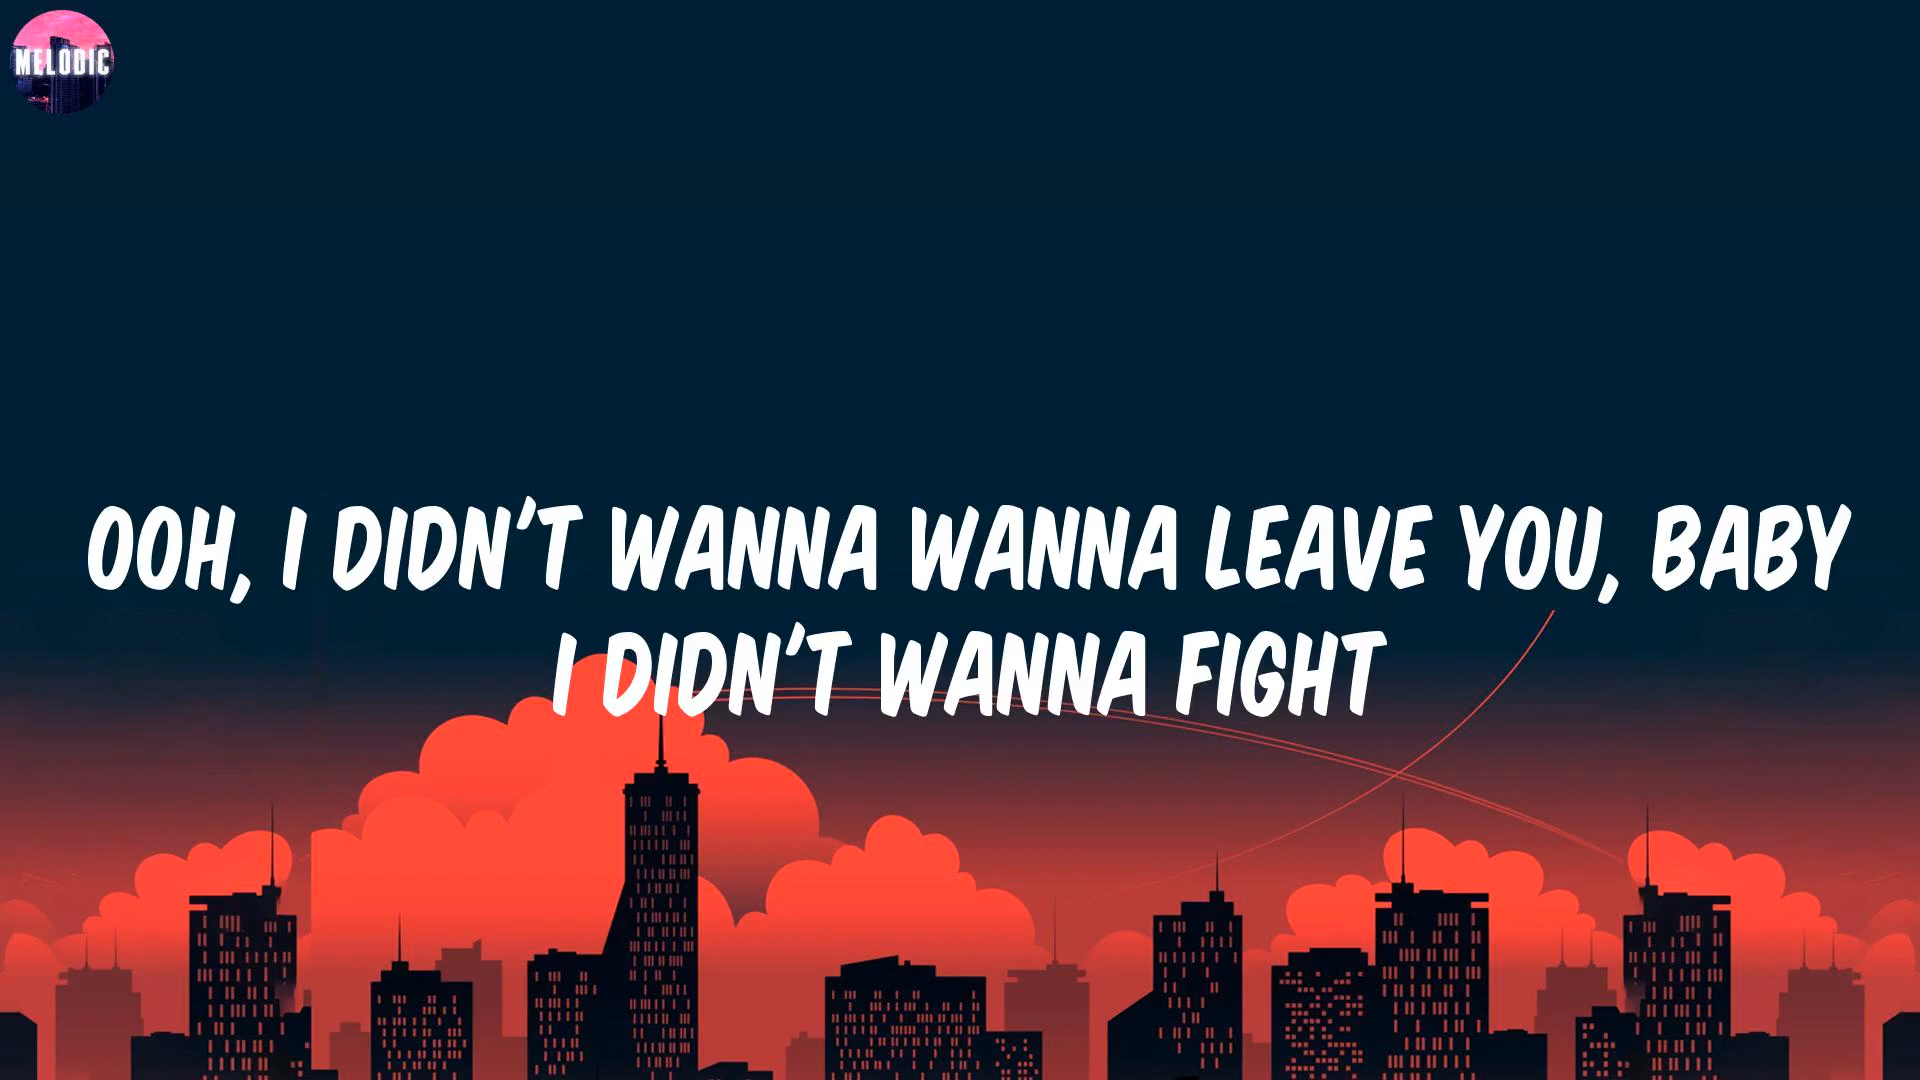 MELODIC
OOH, I DIDN'T WANNA WANNA LEAVE YOU, BABY
I DIDN'T WANNA FIGHT